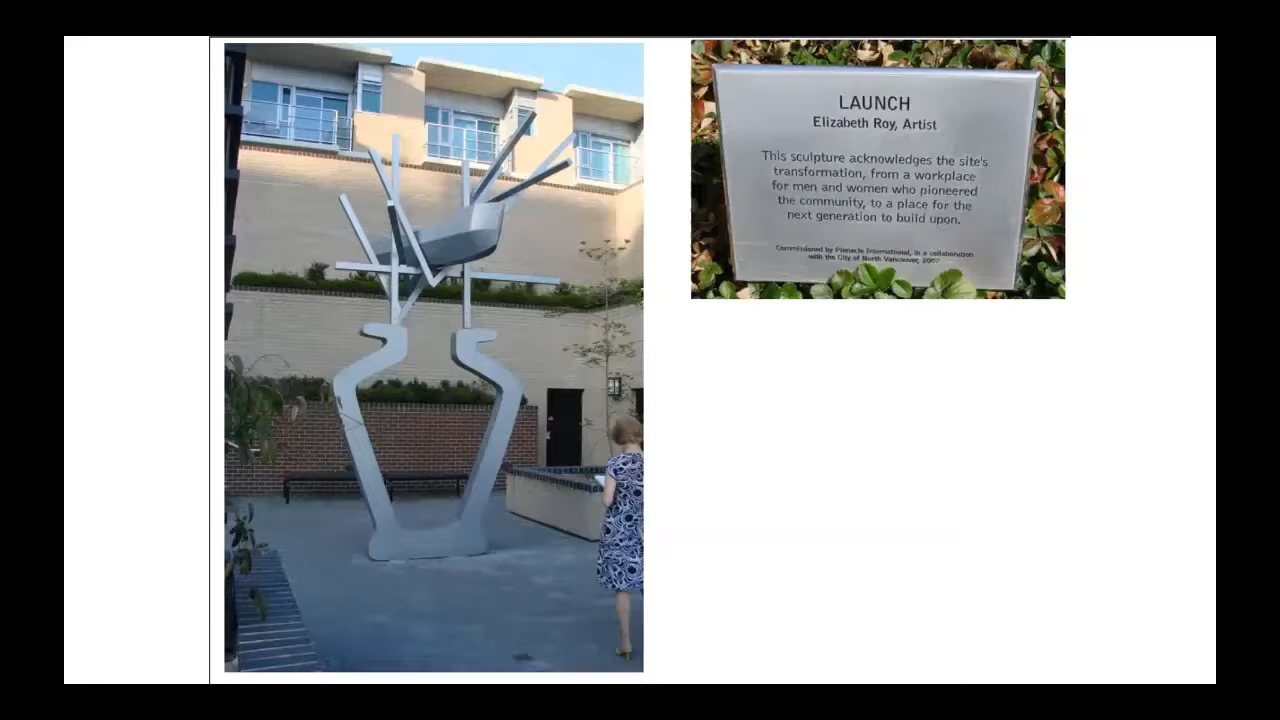 LAUNCH
Elizabeth Roy, Artist
This sculpture acknowledges the site's
transformation, from a workplace
for men and women who pioneered
the community, to a place for the
next generation to build upon.
Commissioned by Pinnacle International, in a collaboration
with the City of North Vancouver, 2007